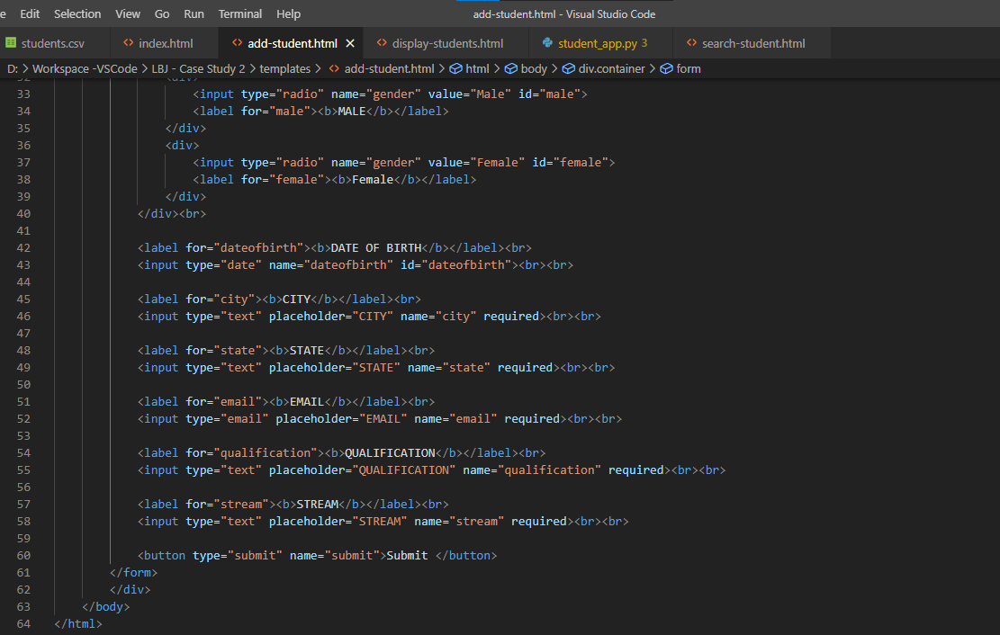 e Edit Selection View Go Run Terminal Help add-student.html - Visual Studio Code
students.csv <> index.html <> add-student.html × <> display-students.html student_app.py 3 <> search-student.html
D: > Workspace -VSCode > LBJ - Case Study 2 > templates > <> add-student.html > html > body > div.container > form
32 <div>
33 <input type="radio" name="gender" value="Male" id="male">
34 <label for="male"><b>MALE</b></label>
35 </div>
36 <div>
37 <input type="radio" name="gender" value="Female" id="female">
38 <label for="female"><b>Female</b></label>
39 </div>
40 </div><br>
41
42 <label for="dateofbirth"><b>DATE OF BIRTH</b></label><br>
43 <input type="date" name="dateofbirth" id="dateofbirth"><br><br>
44
45 <label for="city"><b>CITY</b></label><br>
46 <input type="text" placeholder="CITY" name="city" required><br><br>
47
48 <label for="state"><b>STATE</b></label><br>
49 <input type="text" placeholder="STATE" name="state" required><br><br>
50
51 <label for="email"><b>EMAIL</b></label><br>
52 <input type="email" placeholder="EMAIL" name="email" required><br><br>
53
54 <label for="qualification"><b>QUALIFICATION</b></label><br>
55 <input type="text" placeholder="QUALIFICATION" name="qualification" required><br><br>
56
57 <label for="stream"><b>STREAM</b></label><br>
58 <input type="text" placeholder="STREAM" name="stream" required><br><br>
59
60 <button type="submit" name="submit">Submit </button>
61 </form>
62 </div>
63 </body>
64 </html>